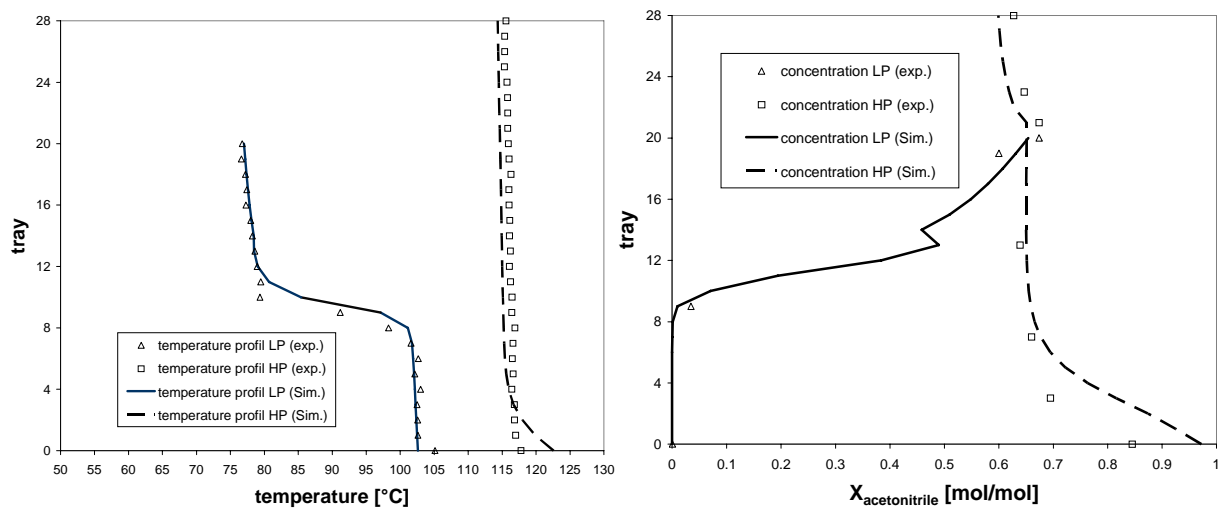 28
24
20
16
12
8
4
0
tray
temperature profil LP (exp.)
temperature profil HP (exp.)
temperature profil LP (Sim.)
temperature profil HP (Sim.)
50 55 60 65 70 75 80 85 90 95 100 105 110 115 120 125 130
temperature [°C]
28
24
20
16
12
8
4
0
tray
concentration LP (exp.)
concentration HP (exp.)
concentration LP (Sim.)
concentration HP (Sim.)
0 0.1 0.2 0.3 0.4 0.5 0.6 0.7 0.8 0.9 1
Xacetonitrile [mol/mol]